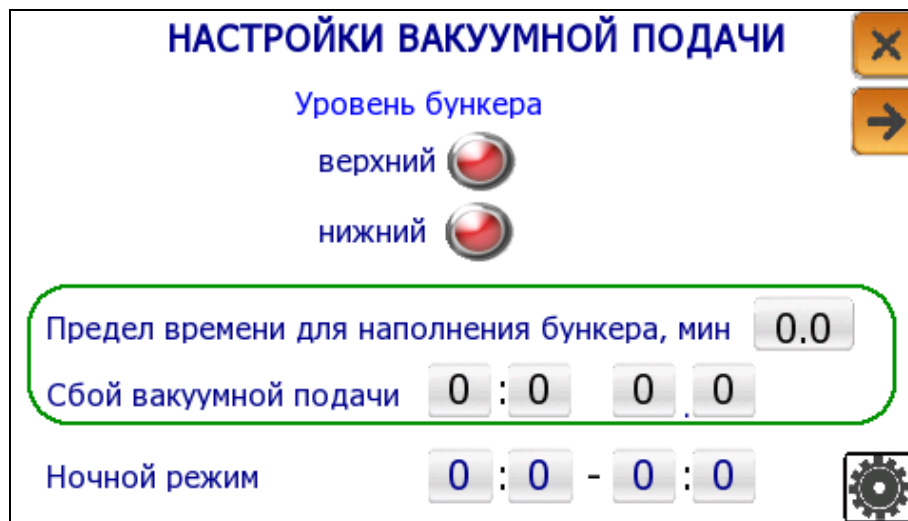 НАСТРОЙКИ ВАКУУМНОЙ ПОДАЧИ
Уровень бункера
верхний
нижний
Предел времени для наполнения бункера, мин 0.0
Сбой вакуумной подачи 0 : 0 0 . 0
Ночной режим 0 : 0 - 0 : 0